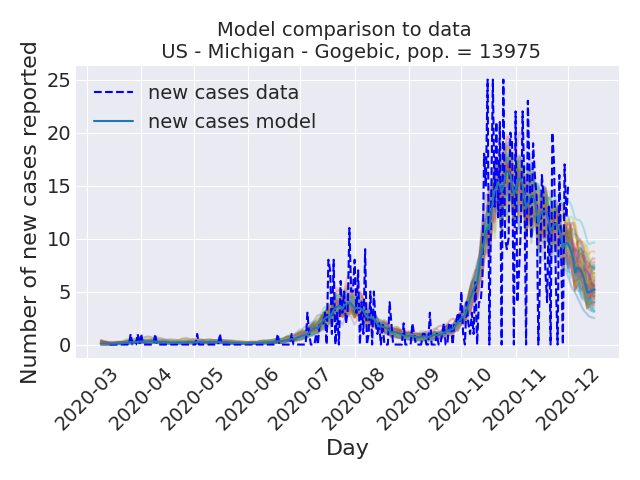 Model comparison to data
US - Michigan - Gogebic, pop. = 13975
Number of new cases reported
25
20
15
10
5
0
new cases data
new cases model
2020-03
2020-04
2020-05
2020-06
2020-07
2020-08
2020-09
2020-10
2020-11
2020-12
Day